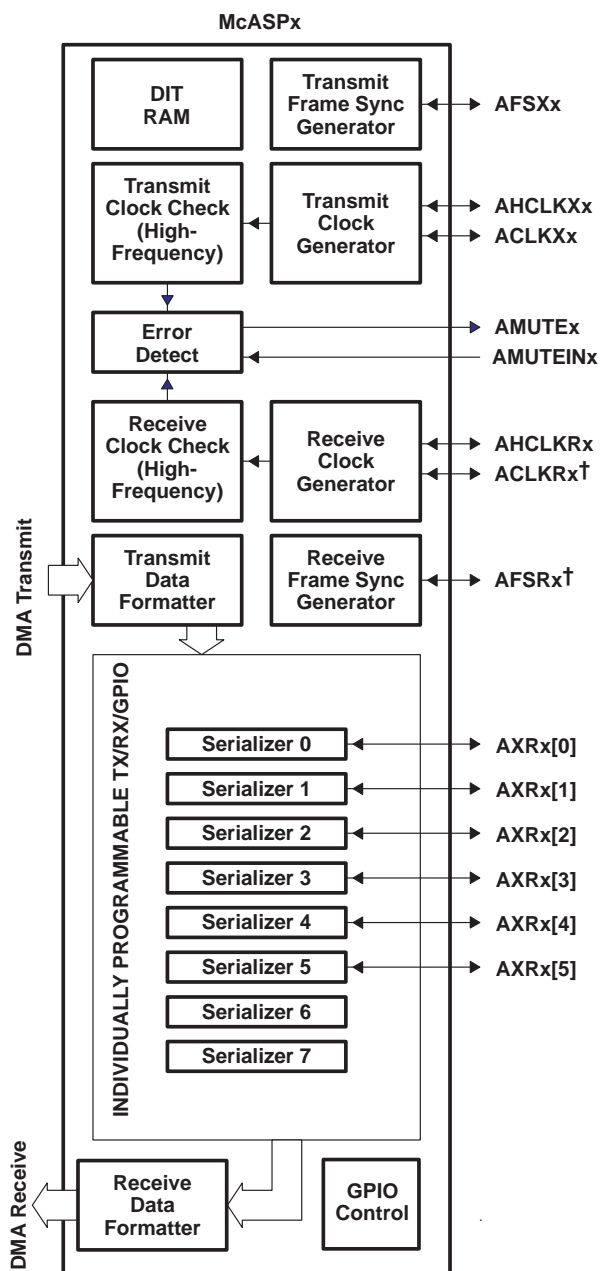 McASPx
DIT
RAM
Transmit
Frame Sync
Generator
AFSXx
Transmit
Clock Check
(High-
Frequency)
Transmit
Clock
Generator
AHCLKXx
ACLKXx
Error
Detect
AMUTEx
AMUTEINx
Receive
Clock Check
(High-
Frequency)
Receive
Clock
Generator
AHCLKRx
ACLKRx†
DMA Transmit
Transmit
Data
Formatter
Receive
Frame Sync
Generator
AFSRx†
INDIVIDUALLY PROGRAMMABLE TX/RX/GPIO
Serializer 0
AXRx[0]
Serializer 1
AXRx[1]
Serializer 2
AXRx[2]
Serializer 3
AXRx[3]
Serializer 4
AXRx[4]
Serializer 5
AXRx[5]
Serializer 6
Serializer 7
DMA Receive
Receive
Data
Formatter
GPIO
Control